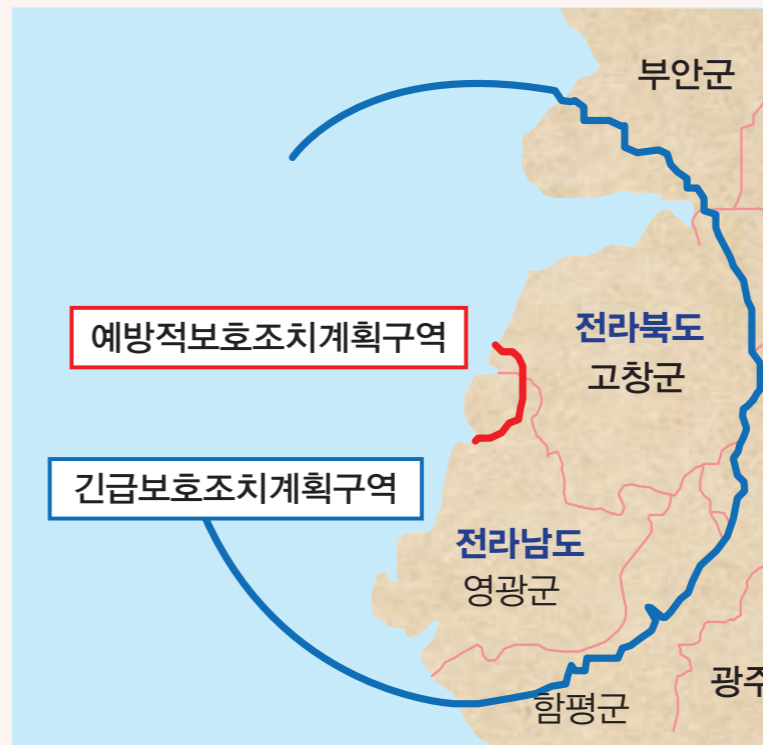 부안군
예방적보호조치계획구역
전라북도
고창군
긴급보호조치계획구역
전라남도
영광군
함평군
광주